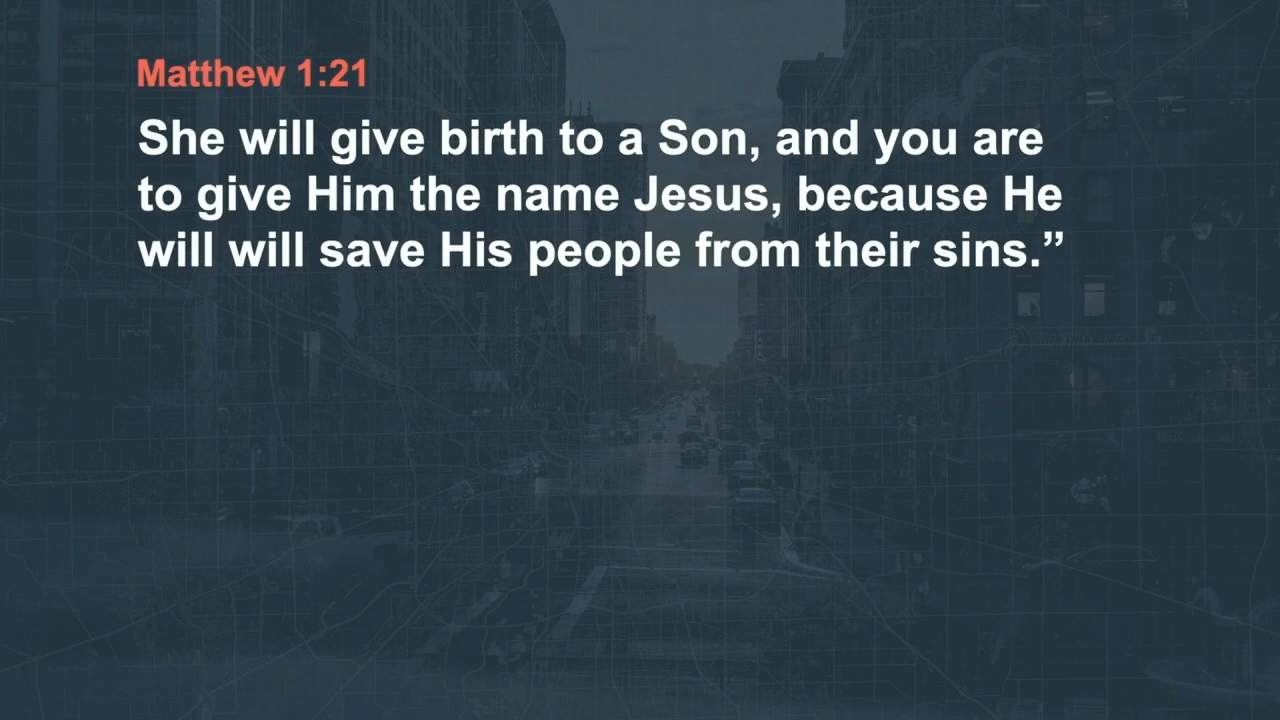 Matthew 1:21
She will give birth to a Son, and you are
to give Him the name Jesus, because He
will will save His people from their sins.”